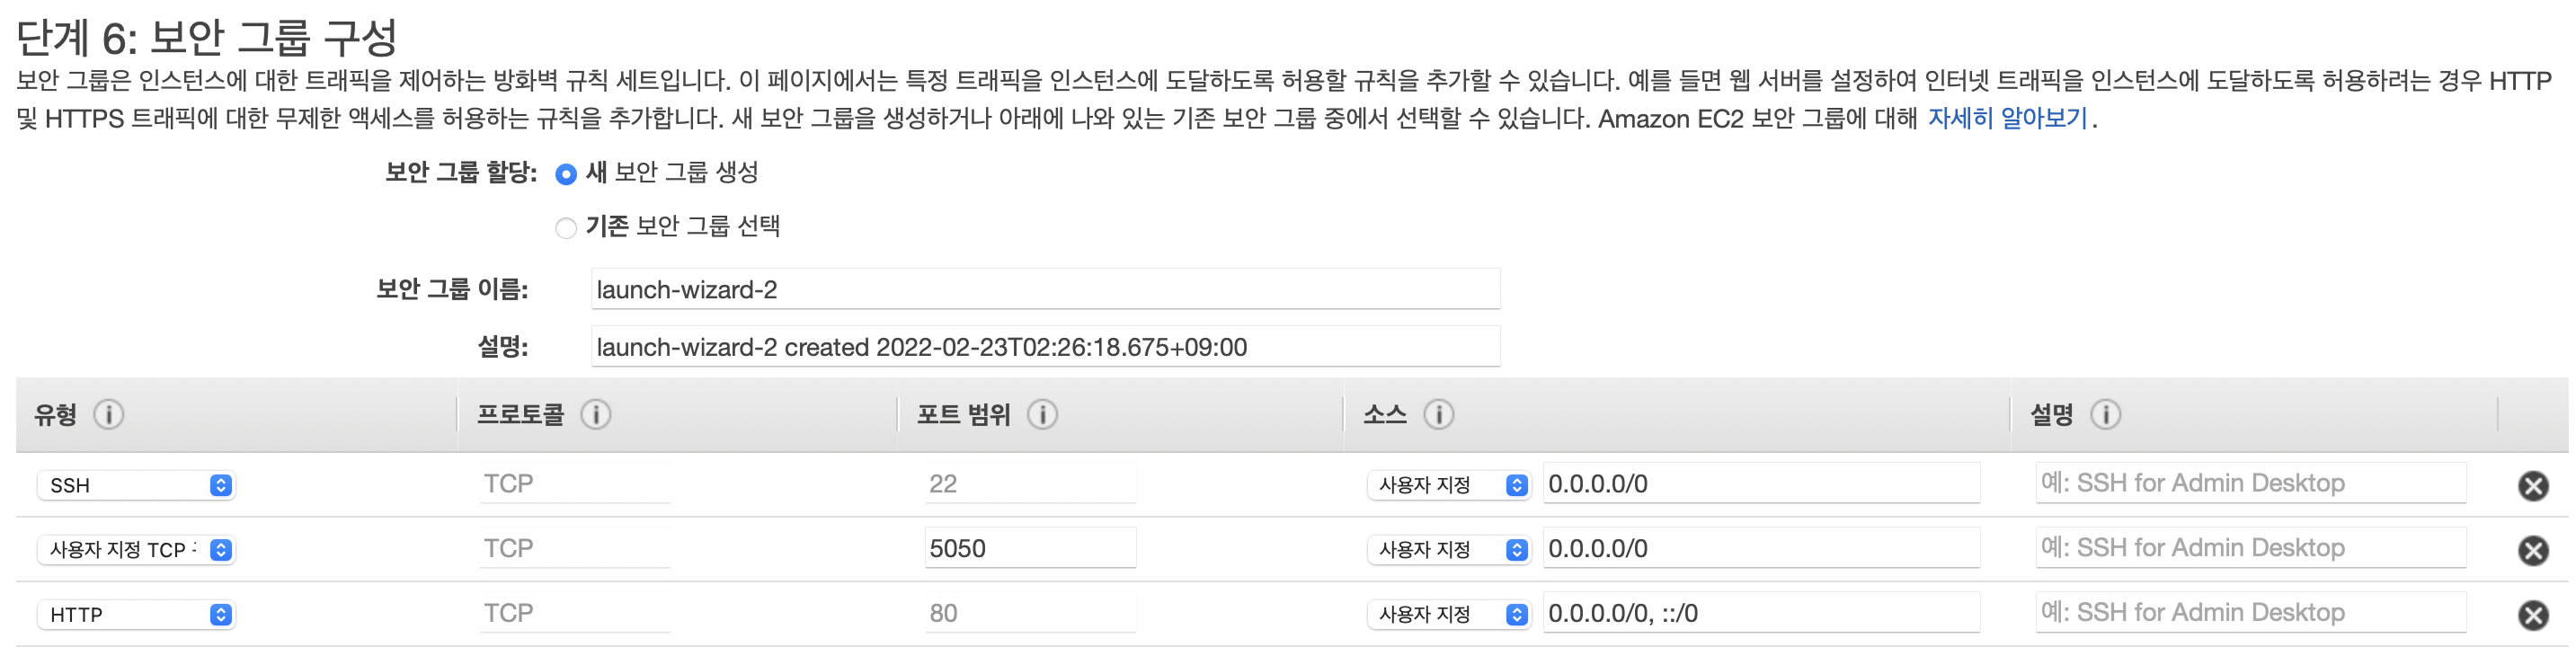 단계 6: 보안 그룹 구성
보안 그룹은 인스턴스에 대한 트래픽을 제어하는 방화벽 규칙 세트입니다. 이 페이지에서는 특정 트래픽을 인스턴스에 도달하도록 허용할 규칙을 추가할 수 있습니다. 예를 들면 웹 서버를 설정하여 인터넷 트래픽을 인스턴스에 도달하도록 허용하려는 경우 HTTP
및 HTTPS 트래픽에 대한 무제한 액세스를 허용하는 규칙을 추가합니다. 새 보안 그룹을 생성하거나 아래에 나와 있는 기존 보안 그룹 중에서 선택할 수 있습니다. Amazon EC2 보안 그룹에 대해 자세히 알아보기.
보안 그룹 할당: 새 보안 그룹 생성
기존 보안 그룹 선택
보안 그룹 이름: launch-wizard-2
설명: launch-wizard-2 created 2022-02-23T02:26:18.675+09:00
유형 프로토콜 포트 범위 소스 설명
SSH TCP 22 사용자 지정 0.0.0.0/0 예: SSH for Admin Desktop
사용자 지정 TCP TCP 5050 사용자 지정 0.0.0.0/0 예: SSH for Admin Desktop
HTTP TCP 80 사용자 지정 0.0.0.0/0, ::/0 예: SSH for Admin Desktop